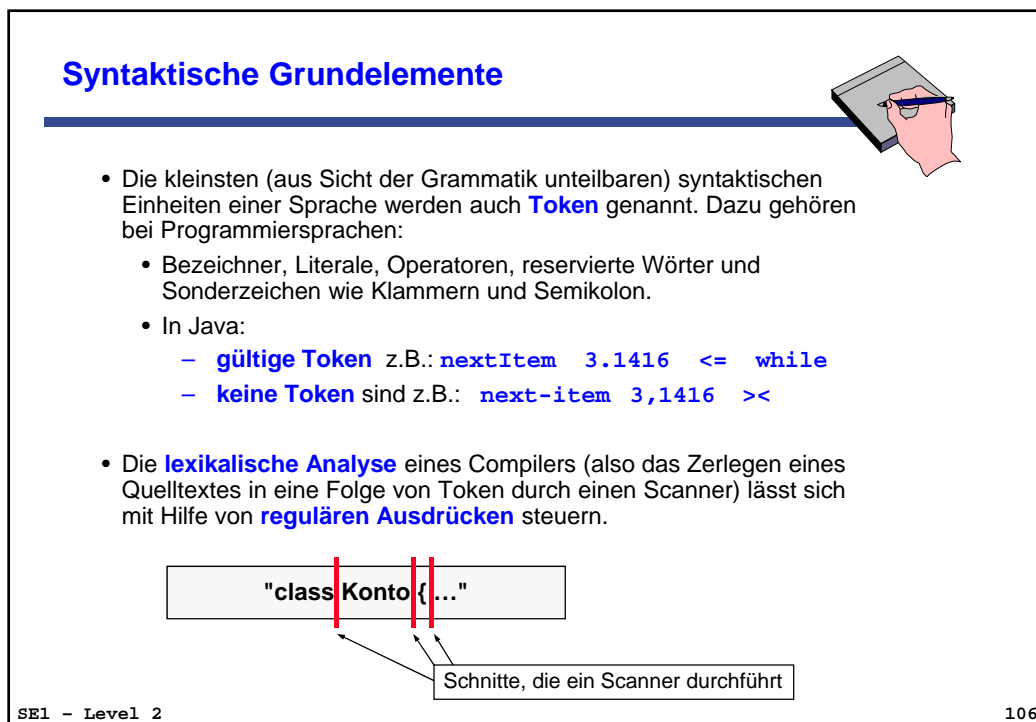 Syntaktische Grundelemente
• Die kleinsten (aus Sicht der Grammatik unteilbaren) syntaktischen
Einheiten einer Sprache werden auch Token genannt. Dazu gehören
bei Programmiersprachen:
• Bezeichner, Literale, Operatoren, reservierte Wörter und
Sonderzeichen wie Klammern und Semikolon.
• In Java:
– gültige Token z.B.: nextItem 3.1416 <= while
– keine Token sind z.B.: next-item 3,1416 ><
• Die lexikalische Analyse eines Compilers (also das Zerlegen eines
Quelltextes in eine Folge von Token durch einen Scanner) lässt sich
mit Hilfe von regulären Ausdrücken steuern.
"class Konto { …"
Schnitte, die ein Scanner durchführt
SE1 – Level 2 106